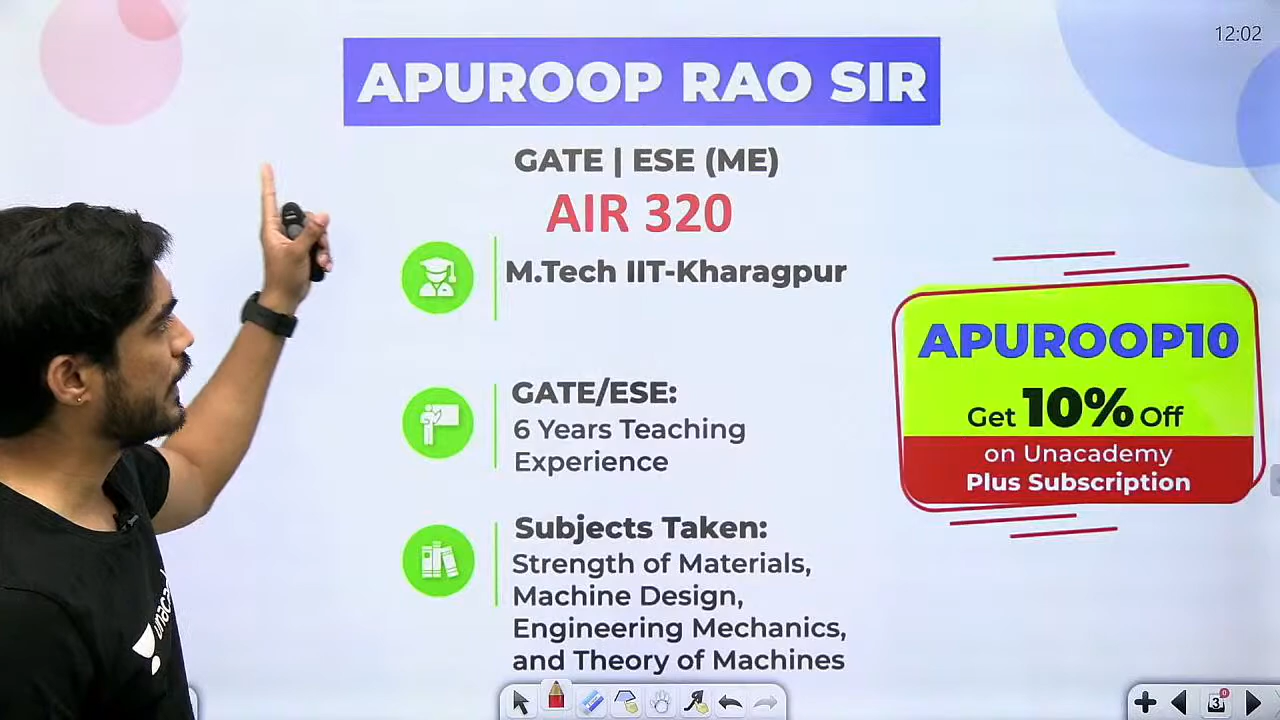 12:02
APUROOP RAO SIR
GATE | ESE (ME)
AIR 320
M.Tech IIT-Kharagpur
GATE/ESE:
6 Years Teaching
Experience
Subjects Taken:
Strength of Materials,
Machine Design,
Engineering Mechanics,
and Theory of Machines
APUROOP10
Get 10% Off
on Unacademy
Plus Subscription
3
0